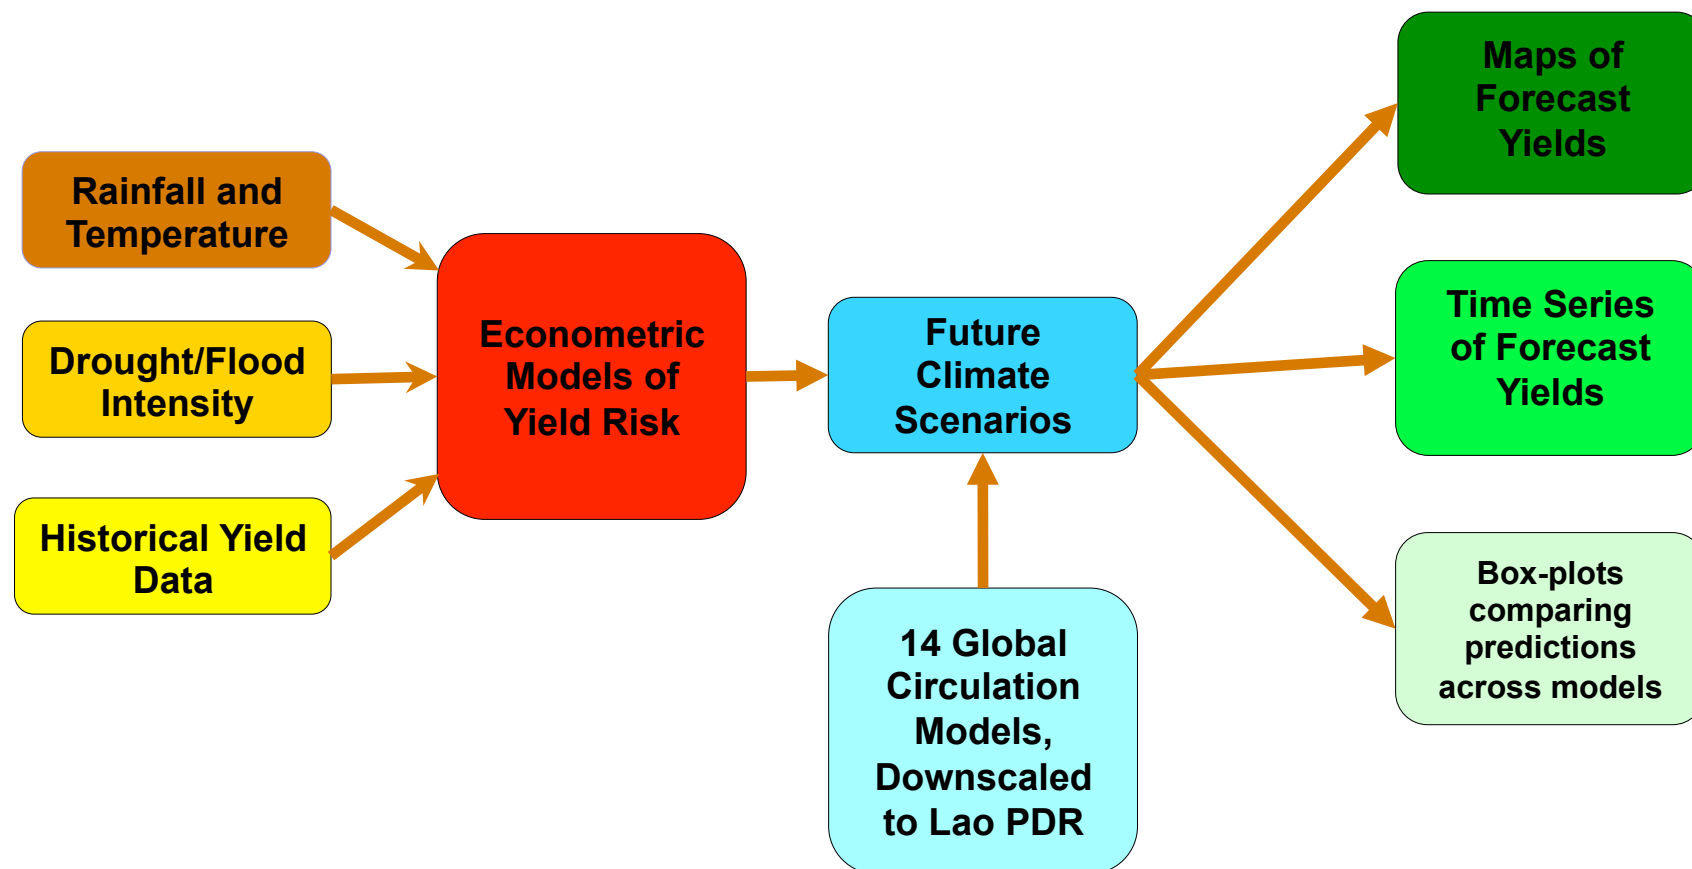 Rainfall and
Temperature
Drought/Flood
Intensity
Historical Yield
Data
Econometric
Models of
Yield Risk
Future
Climate
Scenarios
14 Global
Circulation
Models,
Downscaled
to Lao PDR
Maps of
Forecast
Yields
Time Series
of Forecast
Yields
Box-plots
comparing
predictions
across models